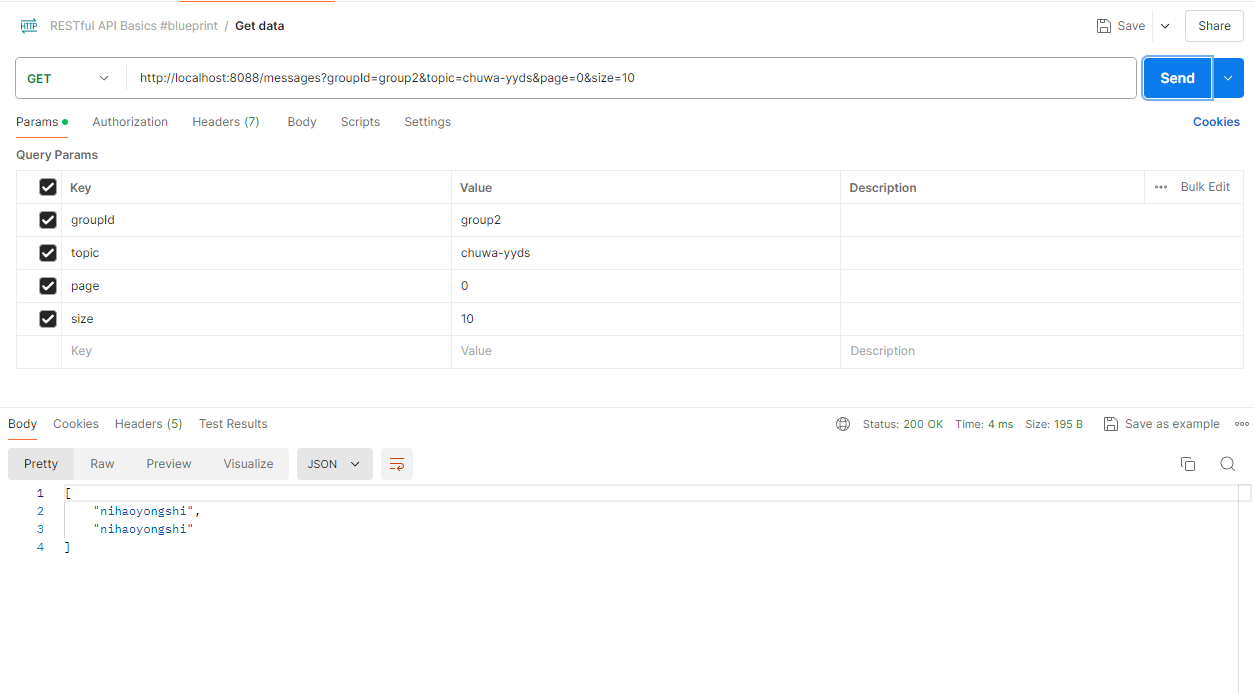 HTTP RESTful API Basics #blueprint / Get data Save Share
GET http://localhost:8088/messages?groupId=group2&topic=chuwa-yyds&page=0&size=10 Send
Params Authorization Headers (7) Body Scripts Settings Cookies
Query Params
Key Value Description Bulk Edit
groupId group2
topic chuwa-yyds
page 0
size 10
Key Value Description
Body Cookies Headers (5) Test Results Status: 200 OK Time: 4 ms Size: 195 B Save as example
Pretty Raw Preview Visualize JSON
1 [
2 "nihaoyongshi",
3 "nihaoyongshi"
4 ]